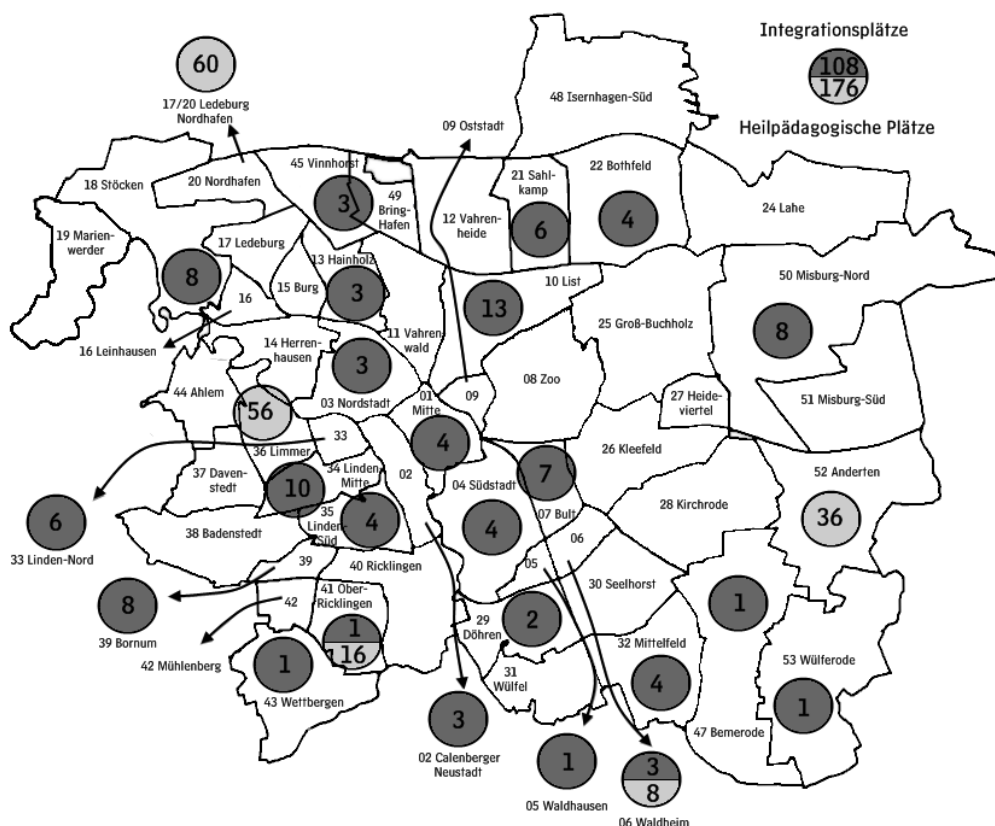 Integrationsplätze
108
176
Heilpädagogische Plätze
60
17/20 Ledeburg
Nordhafen
48 Isernhagen-Süd
09 Oststadt
18 Stöcken
20 Nordhafen
45 Vinnhorst
3
49
Bring-
Hafen
12 Vahren-
heide
21 Sahl-
kamp
6
22 Bothfeld
4
24 Lahe
19 Marien-
werder
17 Ledeburg
8
13 Hainholz
3
15 Burg
16
16 Leinhausen
10 List
13
50 Misburg-Nord
8
25 Groß-Buchholz
11 Vahren-
wald
14 Herren-
hausen
3
03 Nordstadt
08 Zoo
44 Ahlem
56
01
Mitte
4
09
27 Heide-
viertel
51 Misburg-Süd
33
36 Limmer
26 Kleefeld
37 Daven-
stedt
34 Linden-
Mitte
02
10
04 Südstadt
4
7
07 Bult
52 Anderten
36
28 Kirchrode
6
33 Linden-Nord
38 Badenstedt
35
Linden-
Süd
4
06
05
39
40 Ricklingen
30 Seelhorst
8
39 Bornum
42
41 Ober-
Ricklingen
1
16
29
Döhren
2
1
42 Mühlenberg
1
43 Wettbergen
31
Wülfel
32 Mittelfeld
4
53 Wülferode
1
3
02 Calenberger
Neustadt
47 Bemerode
1
05 Waldhausen
3
8
06 Waldheim